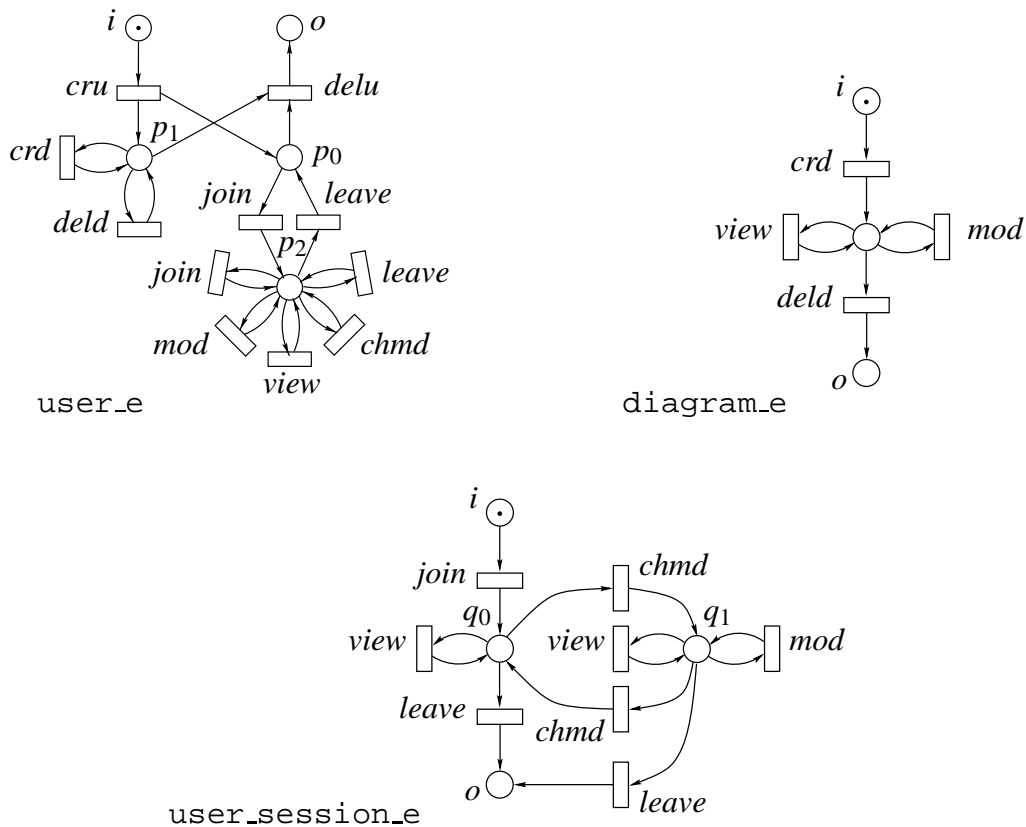 i
o
cru
delu
p1
crd
p0
join
leave
deld
p2
join
leave
mod
chmd
view
user_e
i
crd
view
mod
deld
o
diagram_e
i
join
chmd
q0
q1
view
view
mod
leave
chmd
o
leave
user_session_e